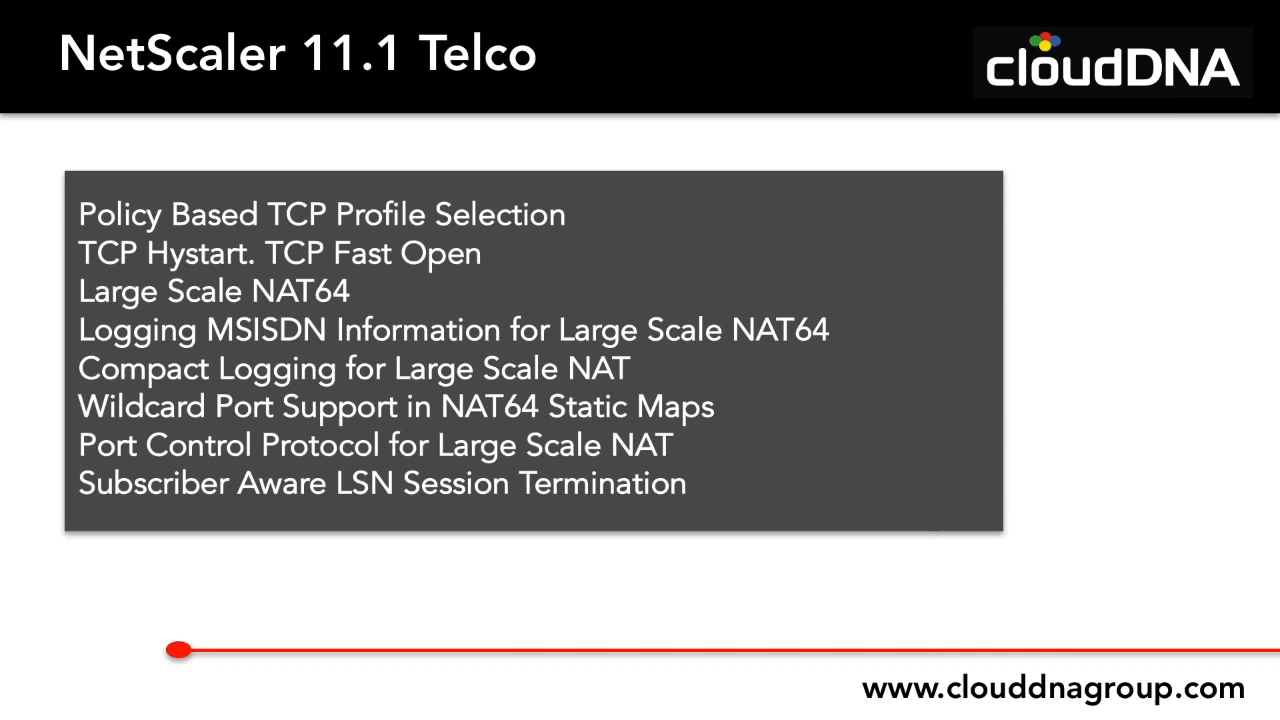 NetScaler 11.1 Telco
cloudDNA
Policy Based TCP Profile Selection
TCP Hystart. TCP Fast Open
Large Scale NAT64
Logging MSISDN Information for Large Scale NAT64
Compact Logging for Large Scale NAT
Wildcard Port Support in NAT64 Static Maps
Port Control Protocol for Large Scale NAT
Subscriber Aware LSN Session Termination
www.clouddnagroup.com